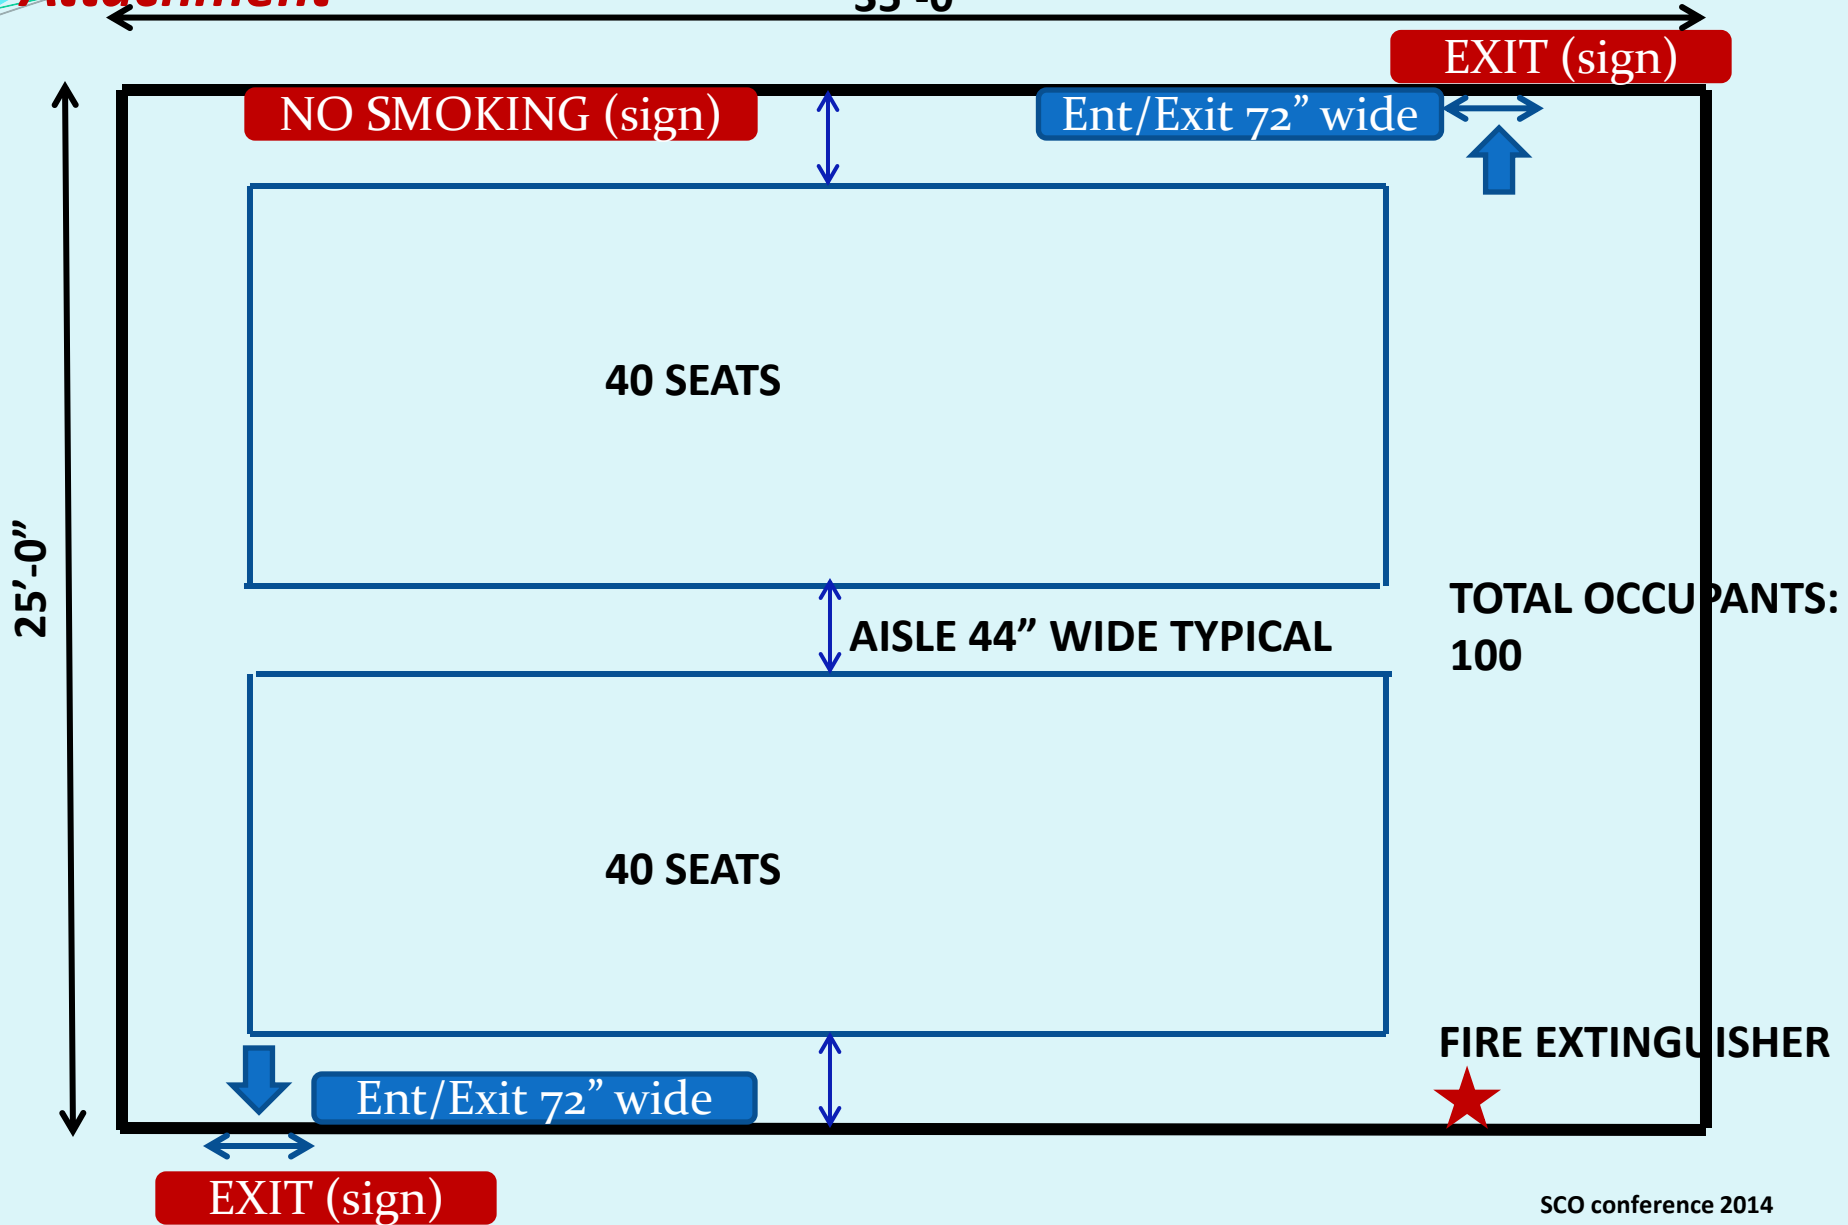 Attachment
EXIT (sign)
NO SMOKING (sign)
Ent/Exit 72” wide
40 SEATS
25’-0”
AISLE 44” WIDE TYPICAL
TOTAL OCCUPANTS:
100
40 SEATS
FIRE EXTINGUISHER
Ent/Exit 72” wide
EXIT (sign)
SCO conference 2014